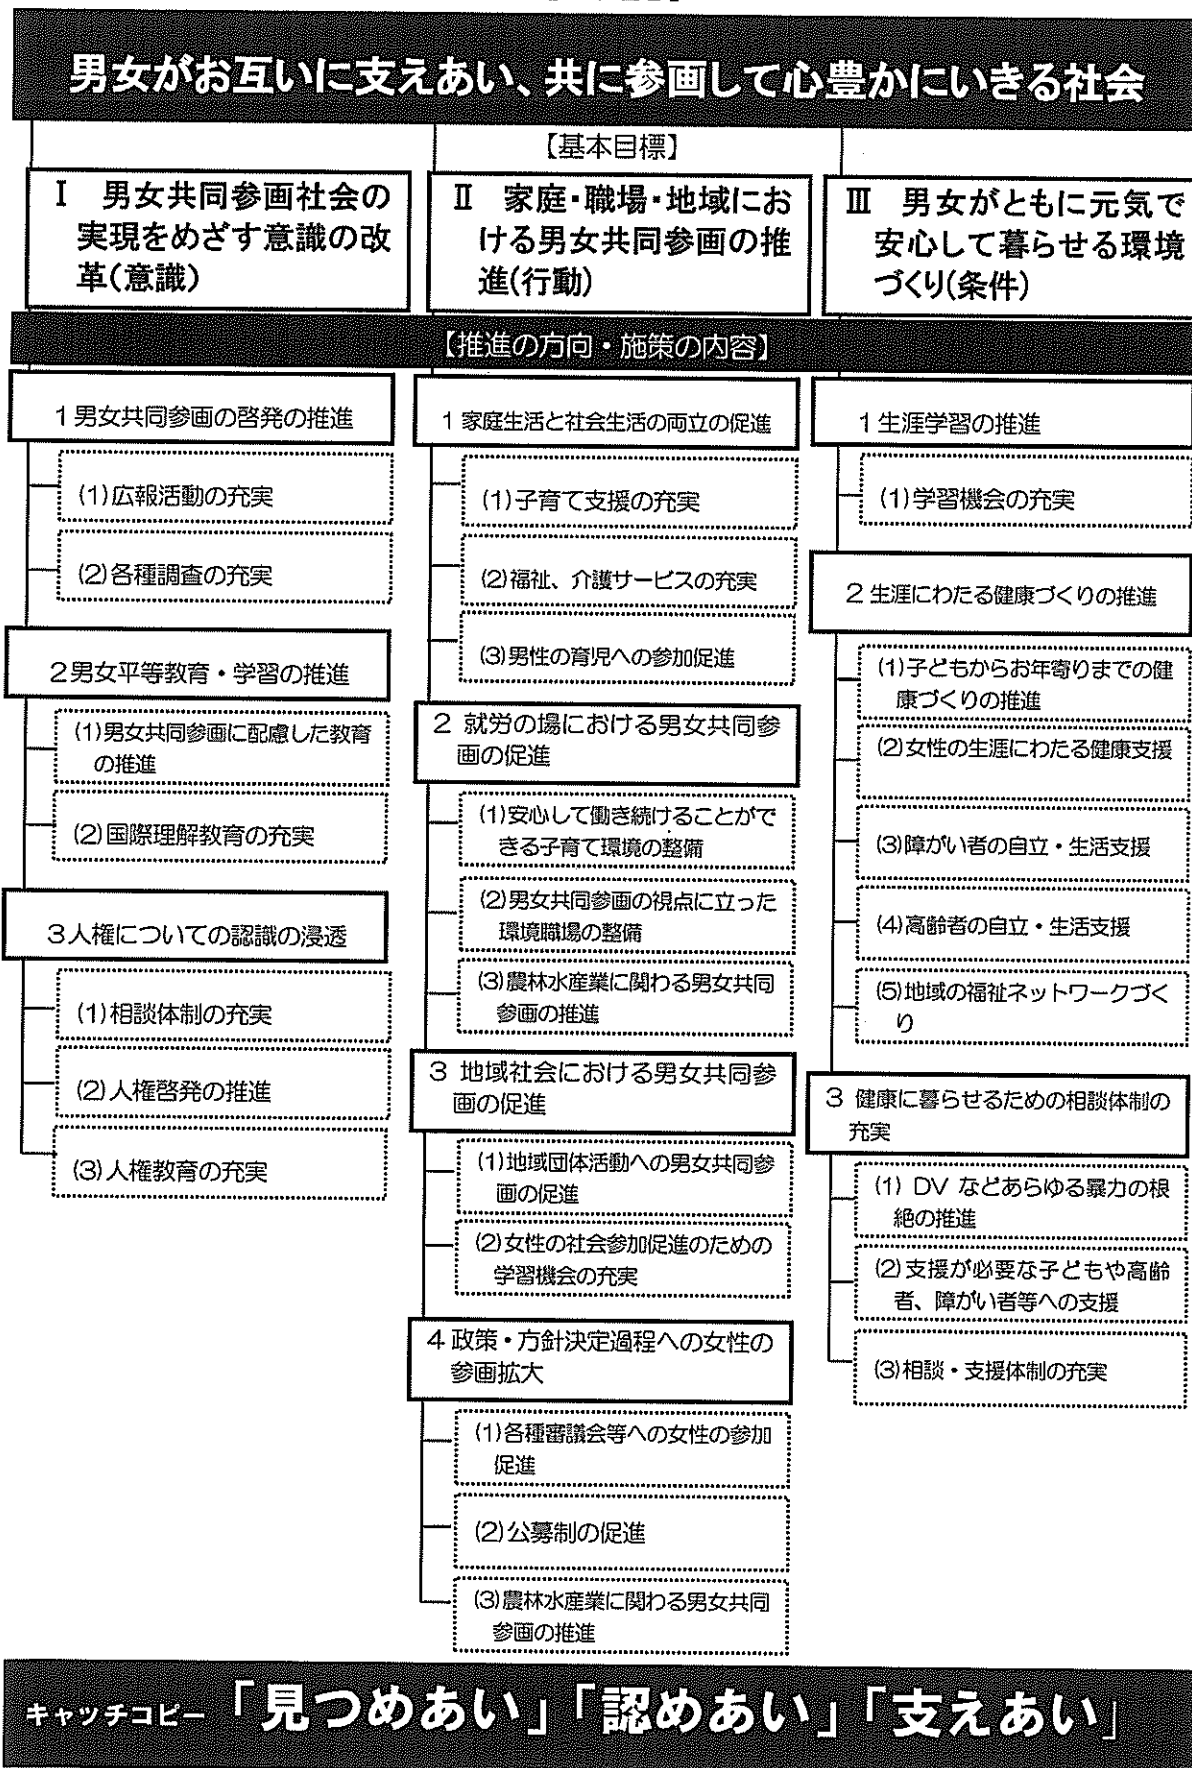 男女がお互いに支えあい、共に参画して心豊かにいきる社会
【基本目標】
Ⅰ 男女共同参画社会の
実現をめざす意識の改
革(意識)
Ⅱ 家庭・職場・地域にお
ける男女共同参画の推
進(行動)
Ⅲ 男女がともに元気で
安心して暮らせる環境
づくり(条件)
【推進の方向・施策の内容】
1 男女共同参画の啓発の推進
(1)広報活動の充実
(2)各種調査の充実
2男女平等教育・学習の推進
(1)男女共同参画に配慮した教育
の推進
(2)国際理解教育の充実
3人権についての認識の浸透
(1)相談体制の充実
(2)人権啓発の推進
(3)人権教育の充実
1 家庭生活と社会生活の両立の促進
(1)子育て支援の充実
(2)福祉、介護サービスの充実
(3)男性の育児への参加促進
2 就労の場における男女共同参
画の促進
(1)安心して働き続けることがで
きる子育て環境の整備
(2)男女共同参画の視点に立った
環境職場の整備
(3)農林水産業に関わる男女共同
参画の推進
3 地域社会における男女共同参
画の促進
(1)地域団体活動への男女共同参
画の促進
(2)女性の社会参加促進のための
学習機会の充実
4 政策・方針決定過程への女性の
参画拡大
(1)各種審議会等への女性の参加
促進
(2)公募制の促進
(3)農林水産業に関わる男女共同
参画の推進
1 生涯学習の推進
(1)学習機会の充実
2 生涯にわたる健康づくりの推進
(1)子どもからお年寄りまでの健
康づくりの推進
(2)女性の生涯にわたる健康支援
(3)障がい者の自立・生活支援
(4)高齢者の自立・生活支援
(5)地域の福祉ネットワークづく
り
3 健康に暮らせるための相談体制の
充実
(1) DV などあらゆる暴力の根
絶の推進
(2)支援が必要な子どもや高齢
者、障がい者等への支援
(3)相談・支援体制の充実
キャッチコピー「見つめあい」「認めあい」「支えあい」